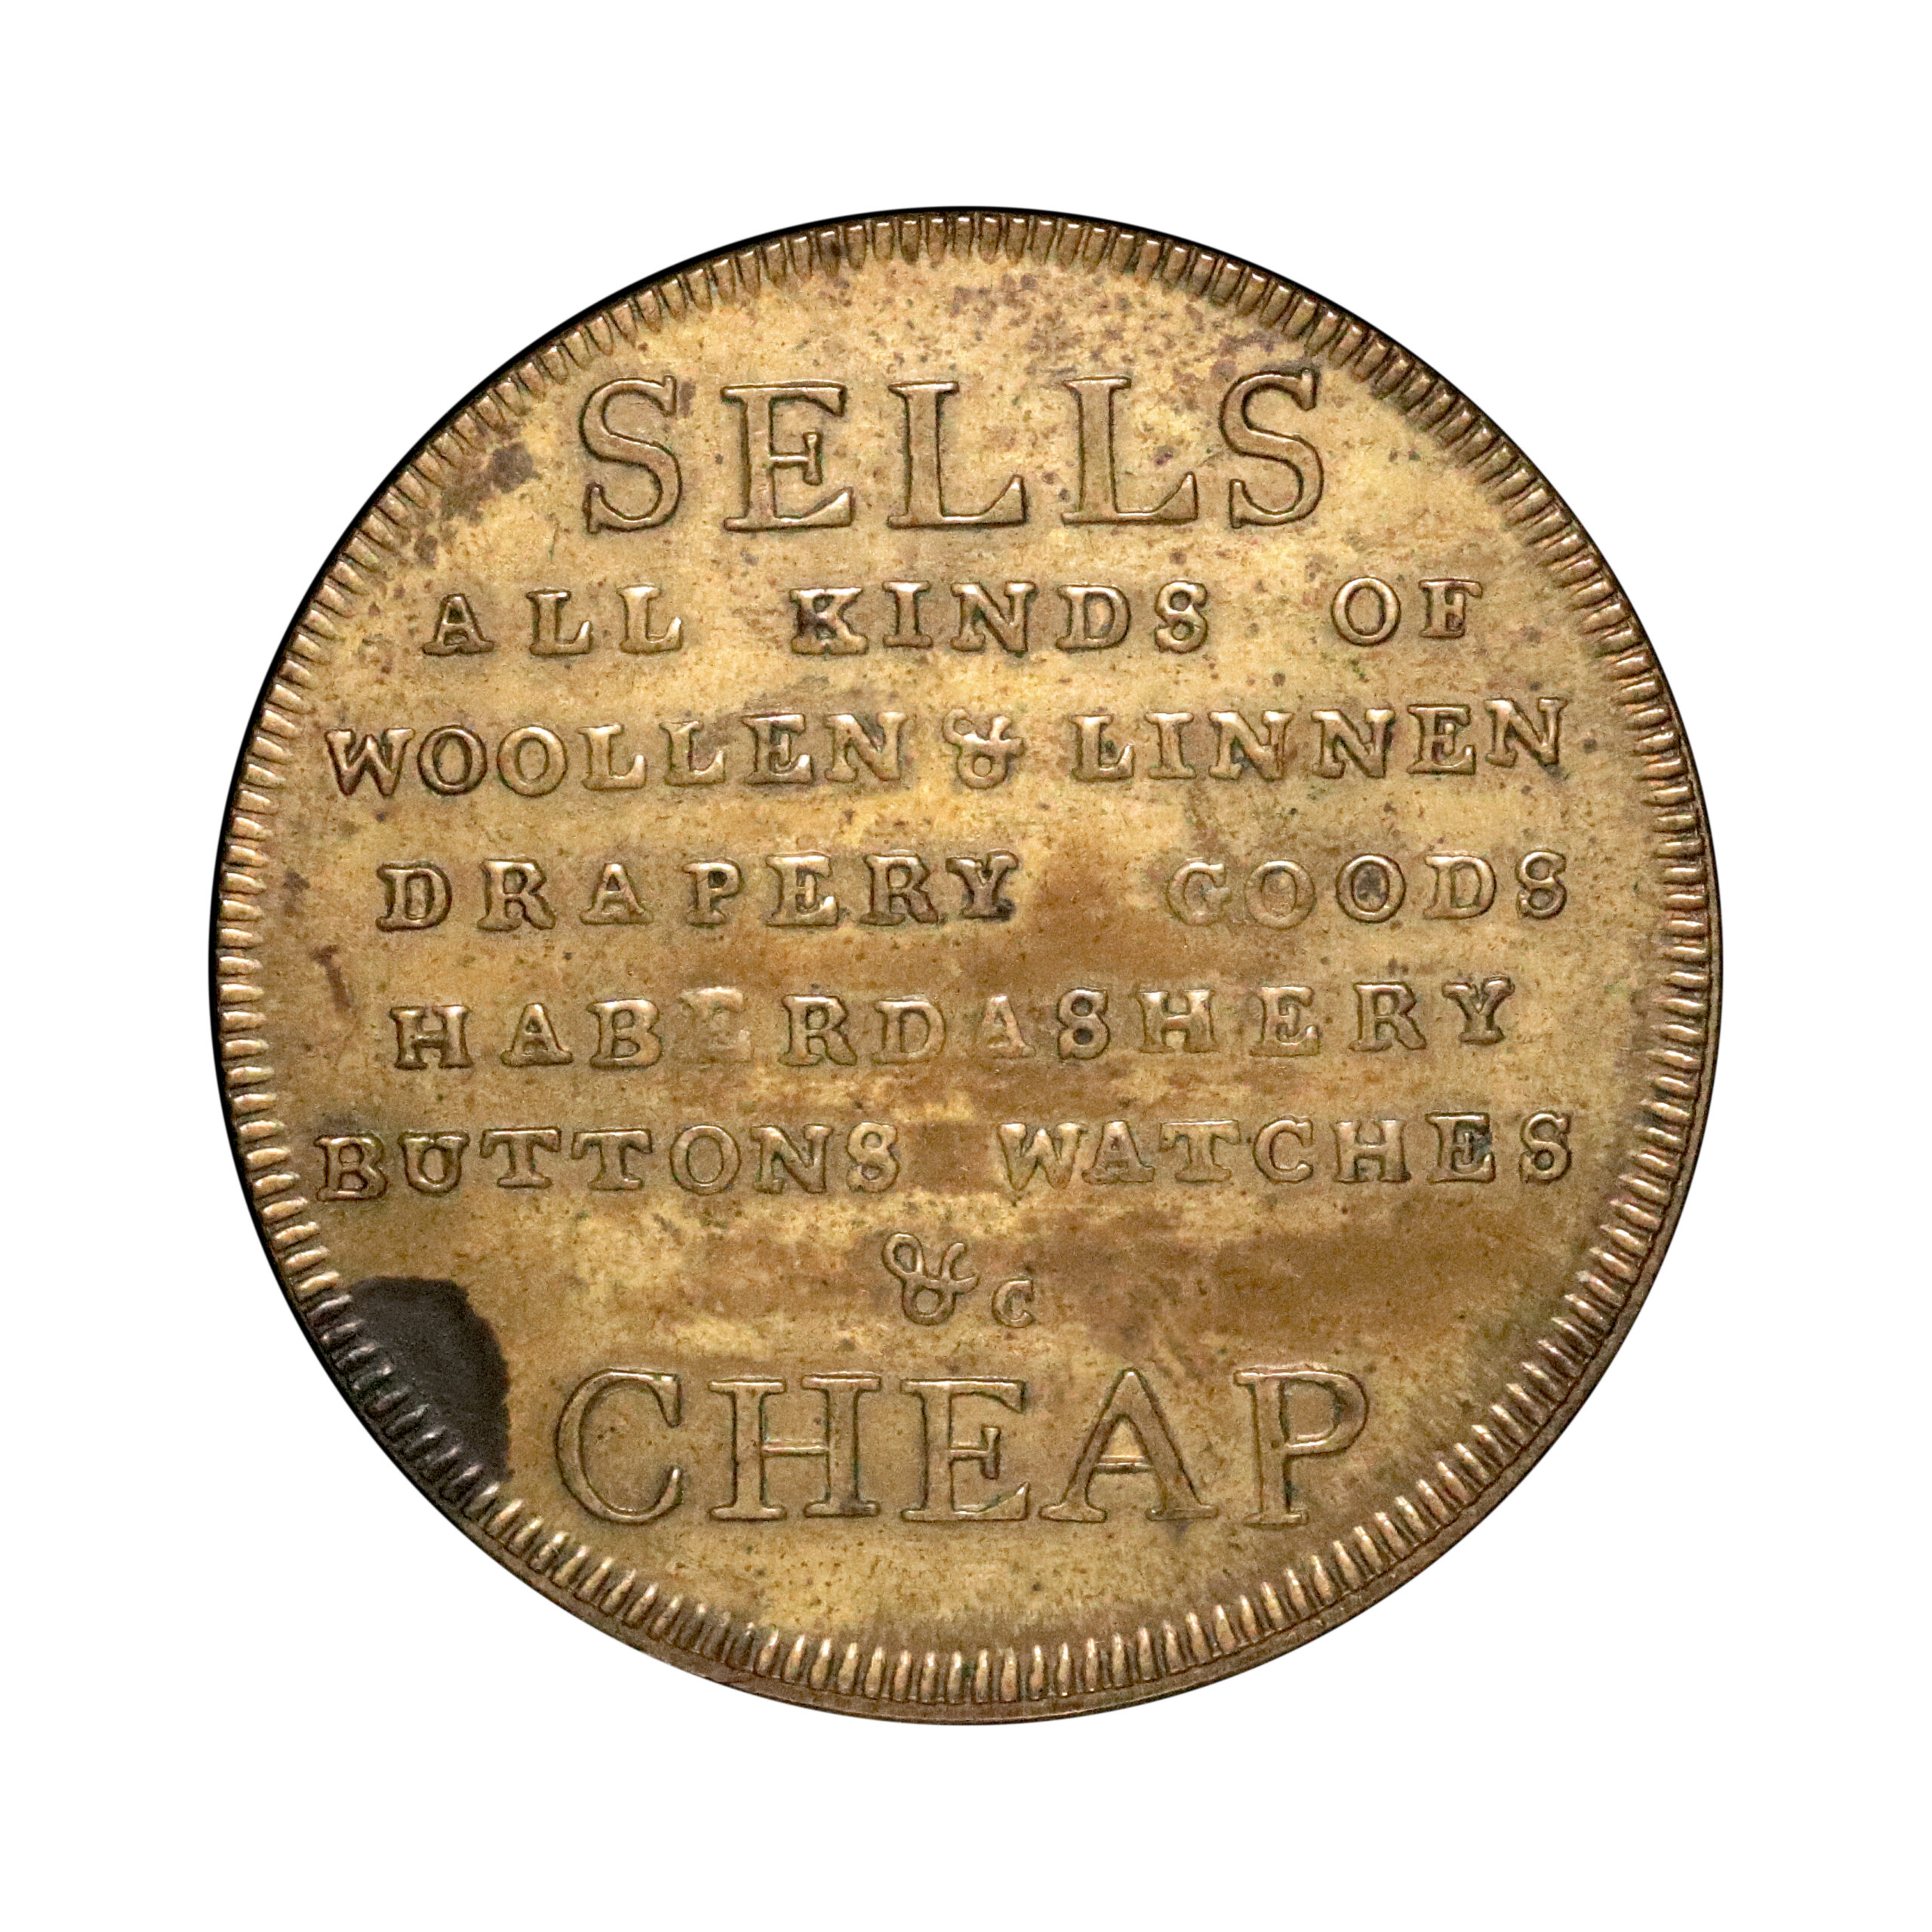 SELLS
ALL KINDS OF
WOOLLEN & LINNEN
DRAPERY GOODS
HABERDASHERY
BUTTONS WATCHES
&c
CHEAP